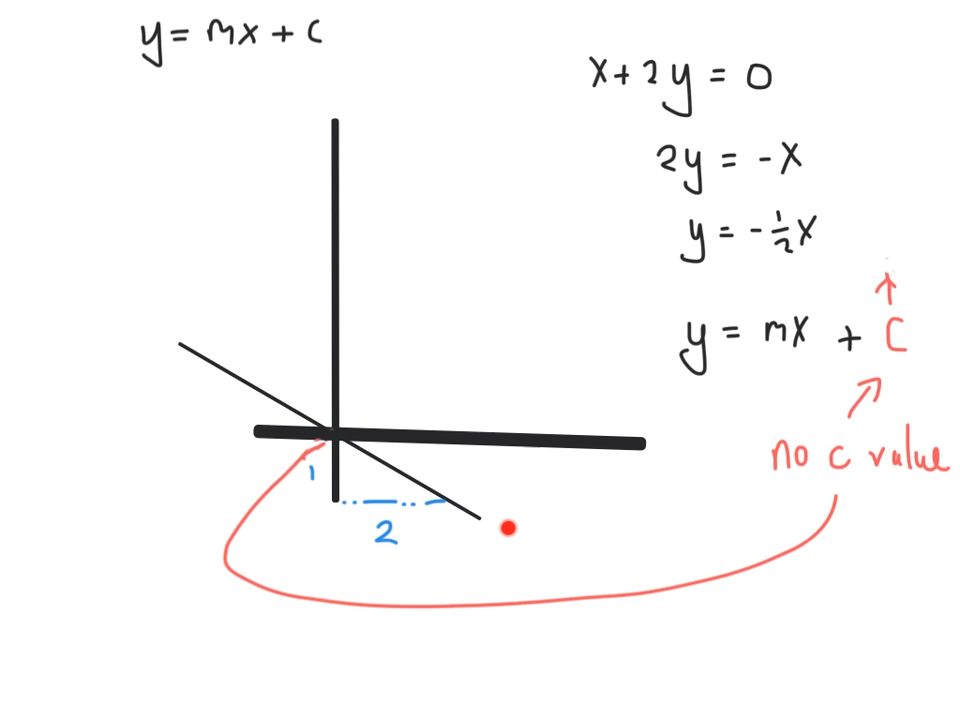 y = mx + c
x + 2y = 0
2y = -x
y = -½x
y = mx + c
no c value
1
2